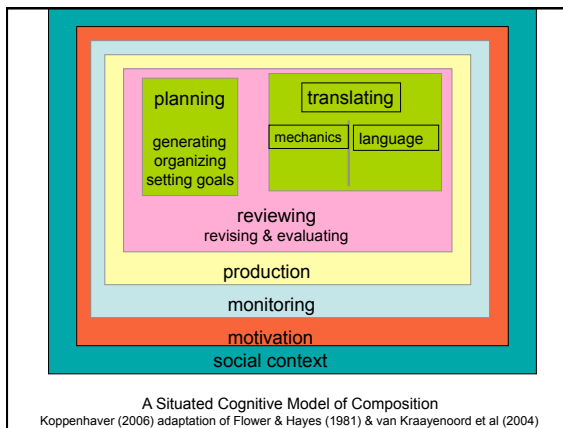 planning
generating
organizing
setting goals
translating
mechanics
language
reviewing
revising & evaluating
production
monitoring
motivation
social context
A Situated Cognitive Model of Composition
Koppenhaver (2006) adaptation of Flower & Hayes (1981) & van Kraayenoord et al (2004)